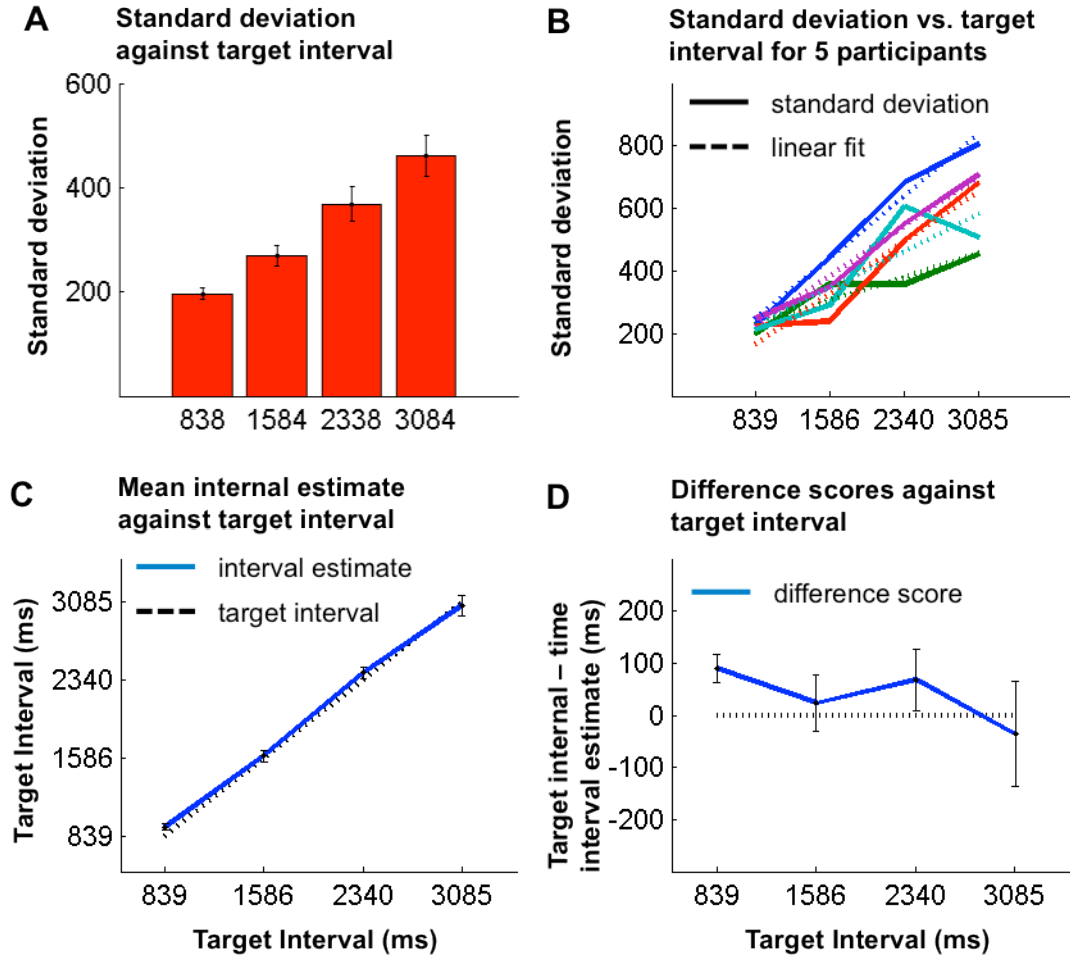 A
Standard deviation
against target interval
600
400
200
Standard deviation
838 1584 2338 3084
B
Standard deviation vs. target
interval for 5 participants
standard deviation
linear fit
800
600
400
200
Standard deviation
839 1586 2340 3085
C
Mean internal estimate
against target interval
interval estimate
target interval
3085
2340
1586
839
Target Interval (ms)
839 1586 2340 3085
Target Interval (ms)
D
Difference scores against
target interval
difference score
200
100
0
-100
-200
Target internal – time
interval estimate (ms)
839 1586 2340 3085
Target Interval (ms)